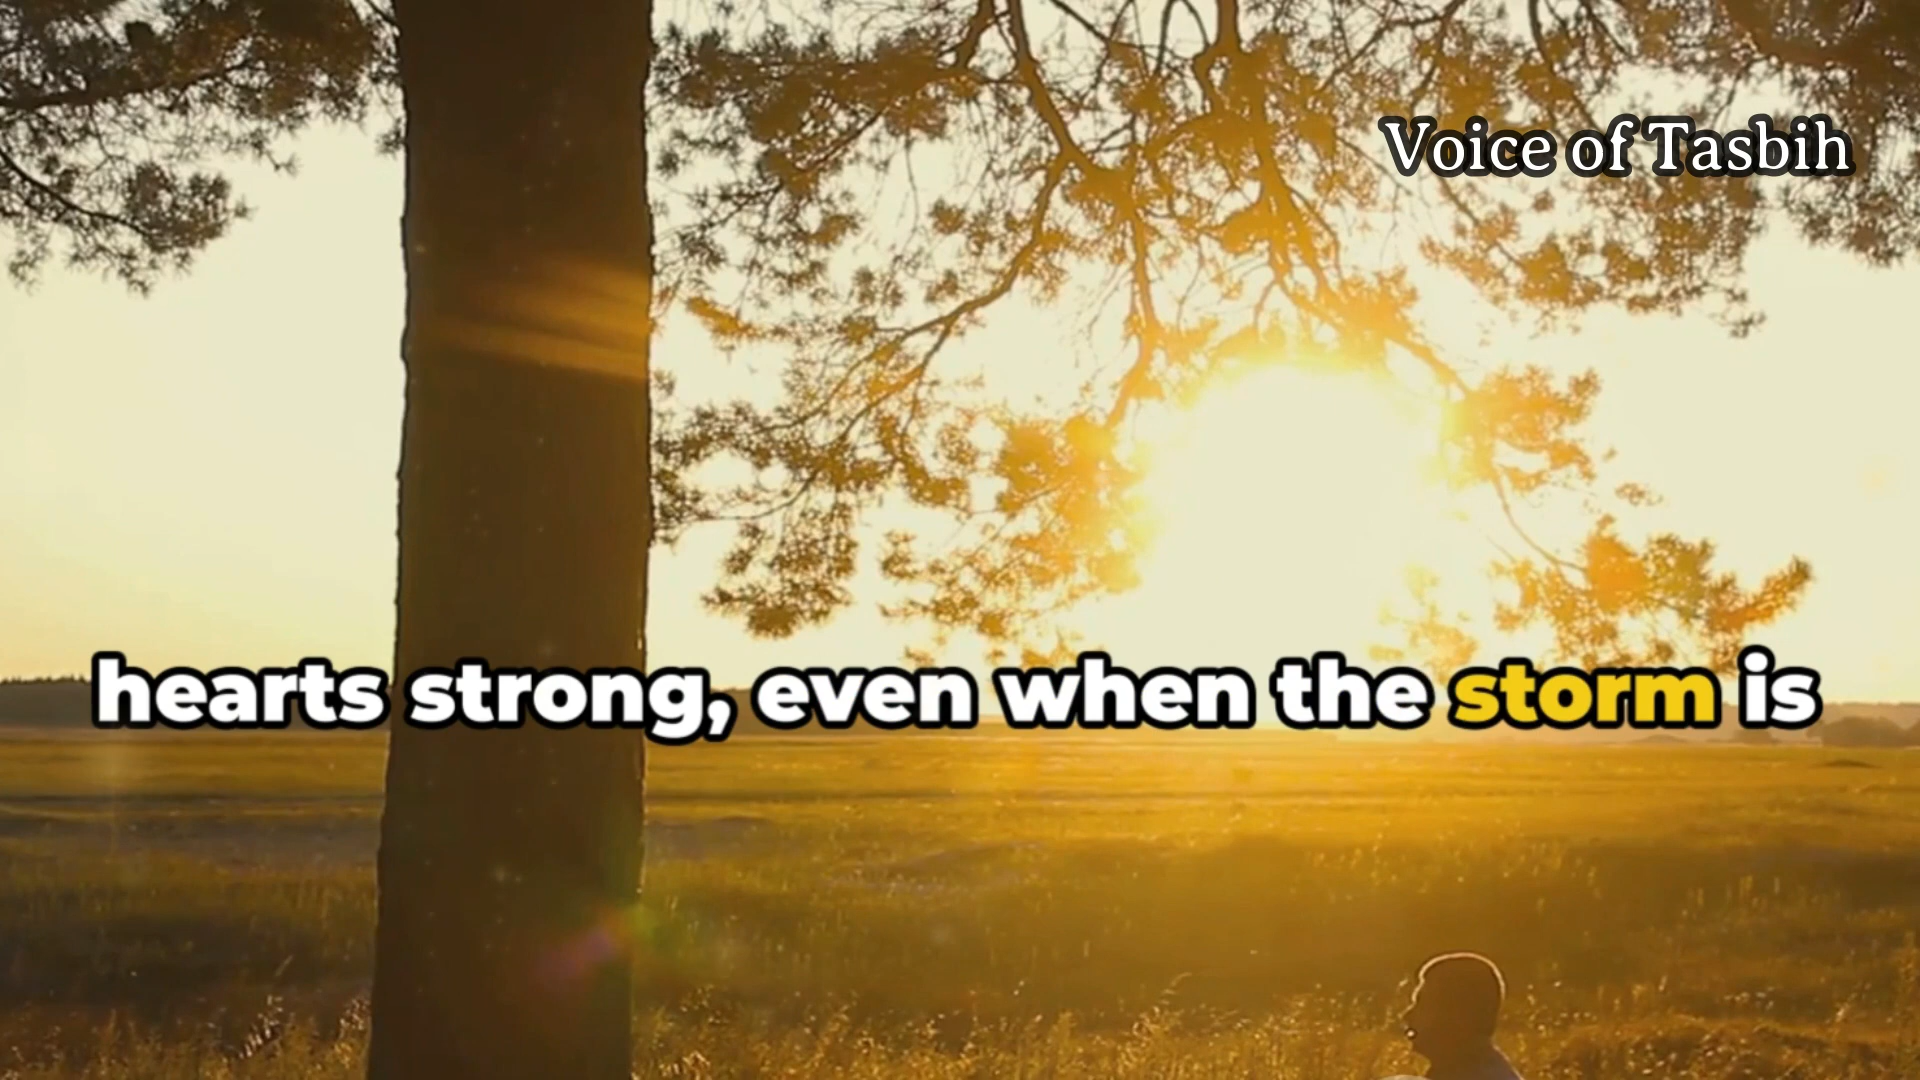 Voice of Tasbih
hearts strong, even when the storm is